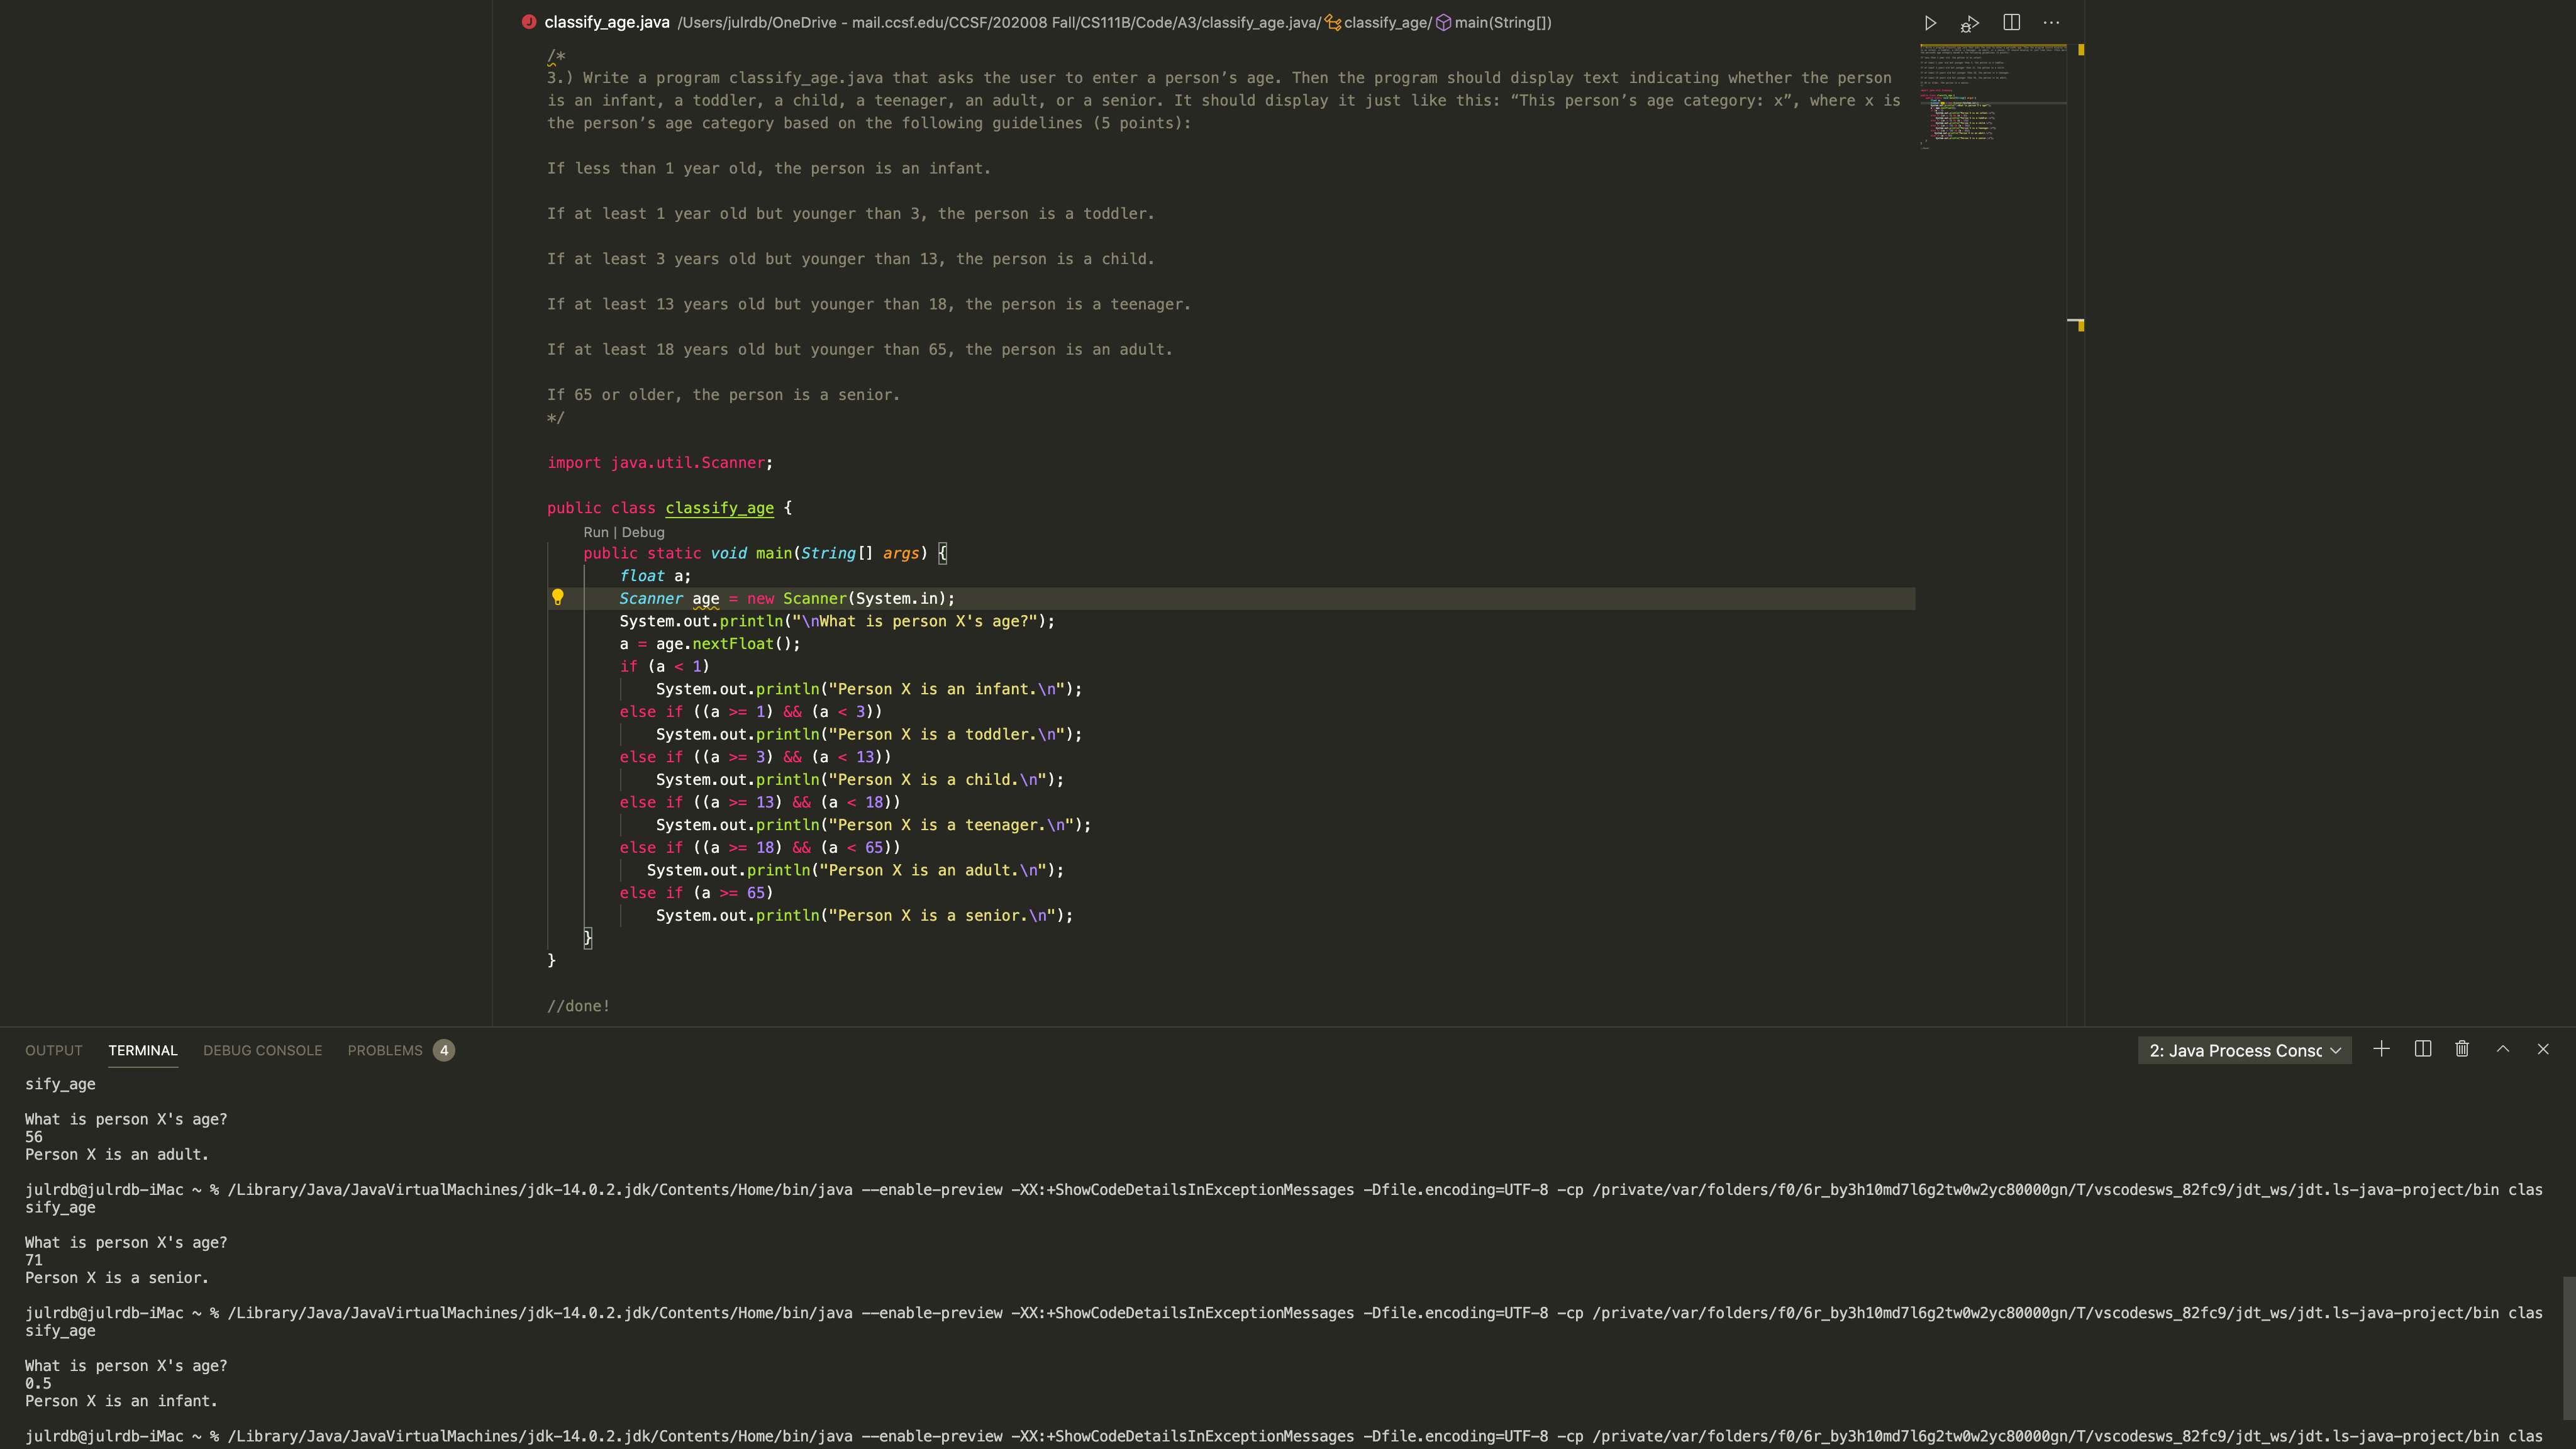 classify_age.java /Users/julrdb/OneDrive - mail.ccsf.edu/CCSF/202008 Fall/CS111B/Code/A3/classify_age.java/ classify_age/ main(String[])
/*
3.) Write a program classify_age.java that asks the user to enter a person’s age. Then the program should display text indicating whether the person
is an infant, a toddler, a child, a teenager, an adult, or a senior. It should display it just like this: “This person’s age category: x”, where x is
the person’s age category based on the following guidelines (5 points):
If less than 1 year old, the person is an infant.
If at least 1 year old but younger than 3, the person is a toddler.
If at least 3 years old but younger than 13, the person is a child.
If at least 13 years old but younger than 18, the person is a teenager.
If at least 18 years old but younger than 65, the person is an adult.
If 65 or older, the person is a senior.
*/
import java.util.Scanner;
public class classify_age {
Run | Debug
public static void main(String[] args) {
float a;
Scanner age = new Scanner(System.in);
System.out.println("\nWhat is person X's age?");
a = age.nextFloat();
if (a < 1)
System.out.println("Person X is an infant.\n");
else if ((a >= 1) && (a < 3))
System.out.println("Person X is a toddler.\n");
else if ((a >= 3) && (a < 13))
System.out.println("Person X is a child.\n");
else if ((a >= 13) && (a < 18))
System.out.println("Person X is a teenager.\n");
else if ((a >= 18) && (a < 65))
System.out.println("Person X is an adult.\n");
else if (a >= 65)
System.out.println("Person X is a senior.\n");
}
}
//done!
OUTPUT TERMINAL DEBUG CONSOLE PROBLEMS 4 2: Java Process Consc
sify_age
What is person X's age?
56
Person X is an adult.
julrdb@julrdb-iMac ~ % /Library/Java/JavaVirtualMachines/jdk-14.0.2.jdk/Contents/Home/bin/java --enable-preview -XX:+ShowCodeDetailsInExceptionMessages -Dfile.encoding=UTF-8 -cp /private/var/folders/f0/6r_by3h10md7l6g2tw0w2yc80000gn/T/vscodesws_82fc9/jdt_ws/jdt.ls-java-project/bin clas
sify_age
What is person X's age?
71
Person X is a senior.
julrdb@julrdb-iMac ~ % /Library/Java/JavaVirtualMachines/jdk-14.0.2.jdk/Contents/Home/bin/java --enable-preview -XX:+ShowCodeDetailsInExceptionMessages -Dfile.encoding=UTF-8 -cp /private/var/folders/f0/6r_by3h10md7l6g2tw0w2yc80000gn/T/vscodesws_82fc9/jdt_ws/jdt.ls-java-project/bin clas
sify_age
What is person X's age?
0.5
Person X is an infant.
julrdb@julrdb-iMac ~ % /Library/Java/JavaVirtualMachines/jdk-14.0.2.jdk/Contents/Home/bin/java --enable-preview -XX:+ShowCodeDetailsInExceptionMessages -Dfile.encoding=UTF-8 -cp /private/var/folders/f0/6r_by3h10md7l6g2tw0w2yc80000gn/T/vscodesws_82fc9/jdt_ws/jdt.ls-java-project/bin clas